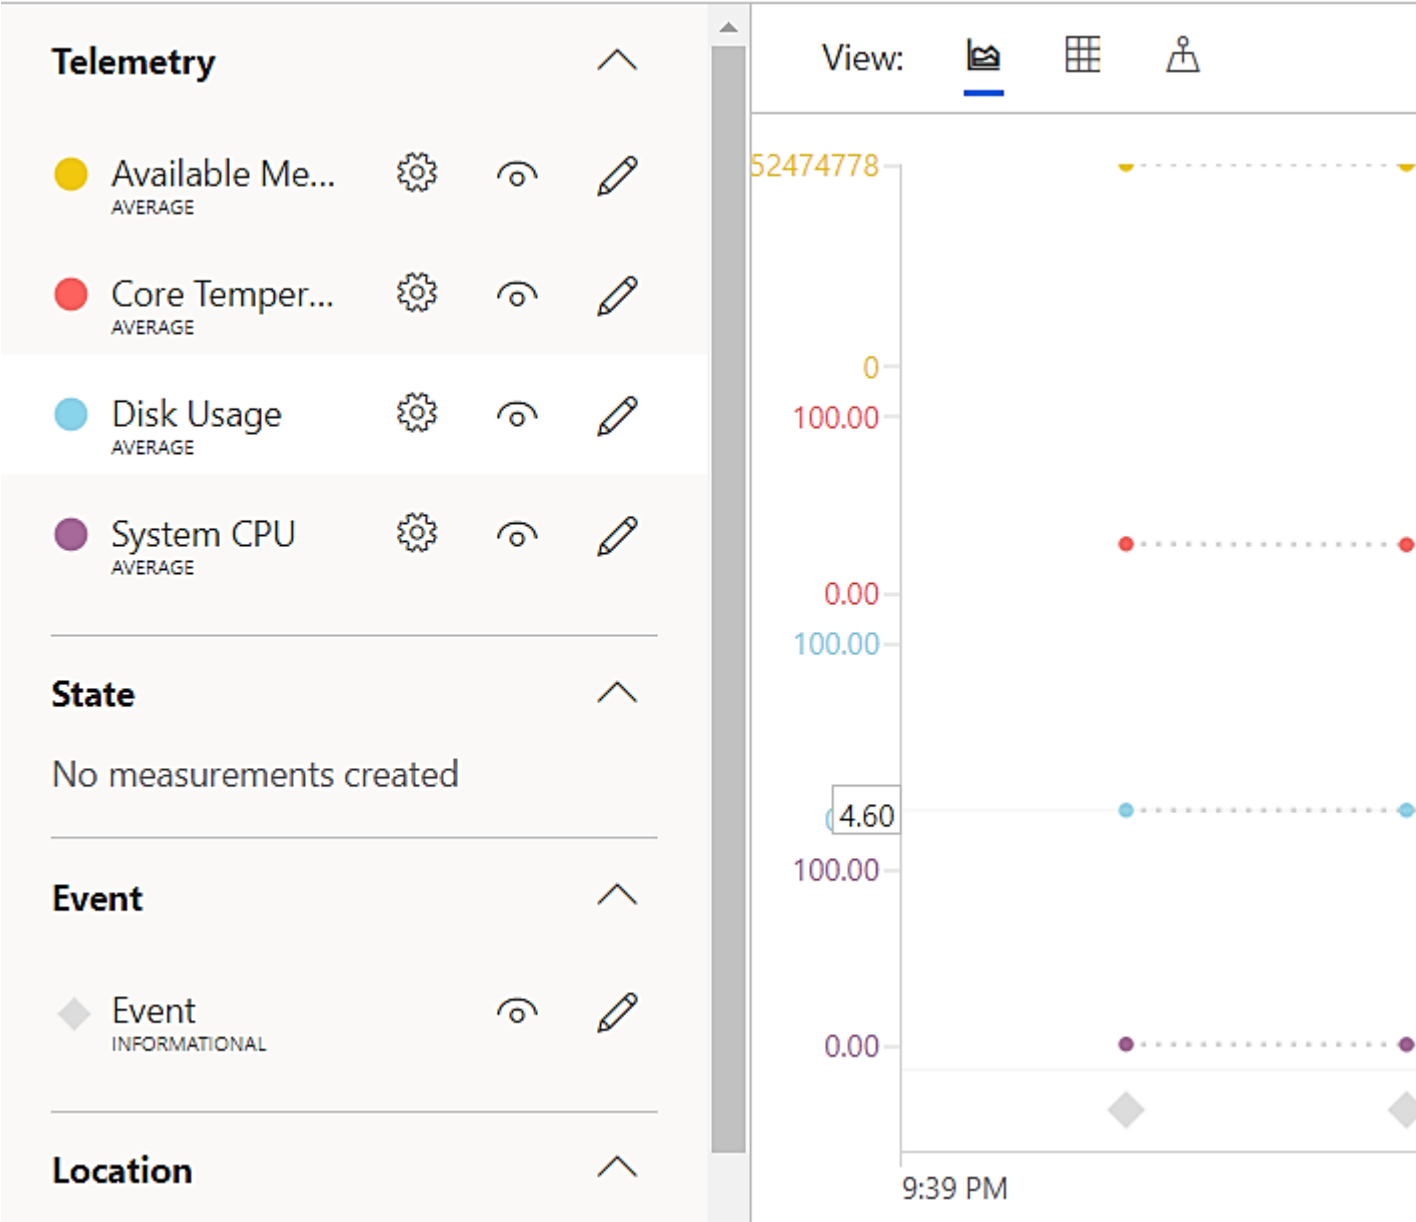 Telemetry
Available Me...
AVERAGE
Core Temper...
AVERAGE
Disk Usage
AVERAGE
System CPU
AVERAGE
State
No measurements created
Event
Event
INFORMATIONAL
Location
View:
52474778
0
100.00
0.00
100.00
4.60
100.00
0.00
9:39 PM